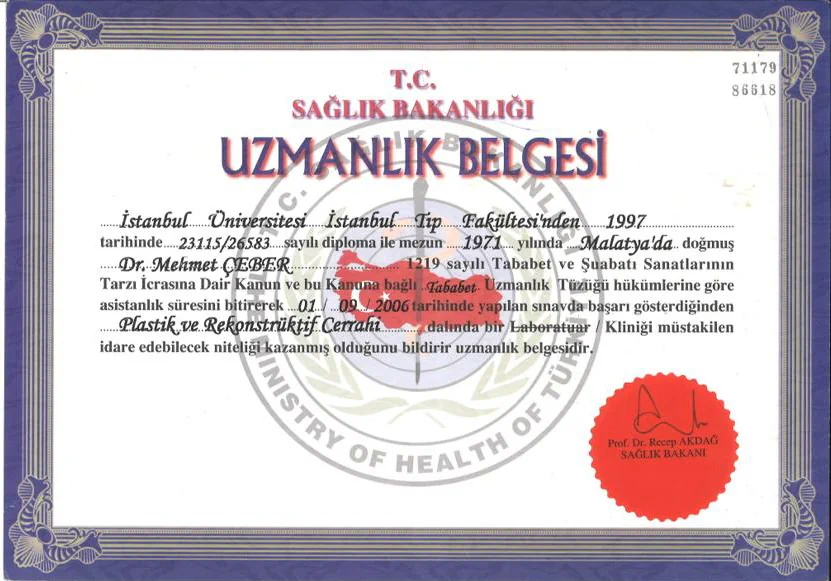 71179
86618
T.C.
SAĞLIK BAKANLIĞI
UZMANLIK BELGESİ
T.C. SAĞLIK BAKANLIĞI
MINISTRY OF HEALTH OF TÜRKİYE
İstanbul Üniversitesi İstanbul Tıp Fakültesi'nden 1997
tarihinde 23115/26583 sayılı diploma ile mezun 1971 yılında Malatya'da doğmuş
Dr. Mehmet ÇEBER 1219 sayılı Tababet ve Şuabatı Sanatlarının
Tarzı İcrasına Dair Kanun ve bu Kanuna bağlı Tababet Uzmanlık Tüzüğü hükümlerine göre
asistanlık süresini bitirerek 01 / 09 / 2006 tarihinde yapılan sınavda başarı gösterdiğinden
Plastik ve Rekonstrüktif Cerrahi dalında bir Laboratuar / Kliniği müstakilen
idare edebilecek niteliği kazanmış olduğunu bildirir uzmanlık belgesidir.
Prof. Dr. Recep AKDAĞ
SAĞLIK BAKANI